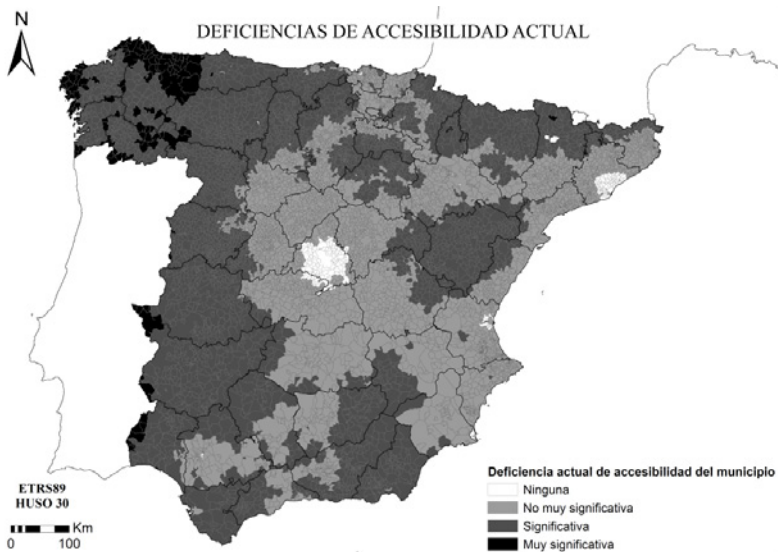 N
DEFICIENCIAS DE ACCESIBILIDAD ACTUAL
ETRS89
HUSO 30
Km
0 100
Deficiencia actual de accesibilidad del municipio
Ninguna
No muy significativa
Significativa
Muy significativa